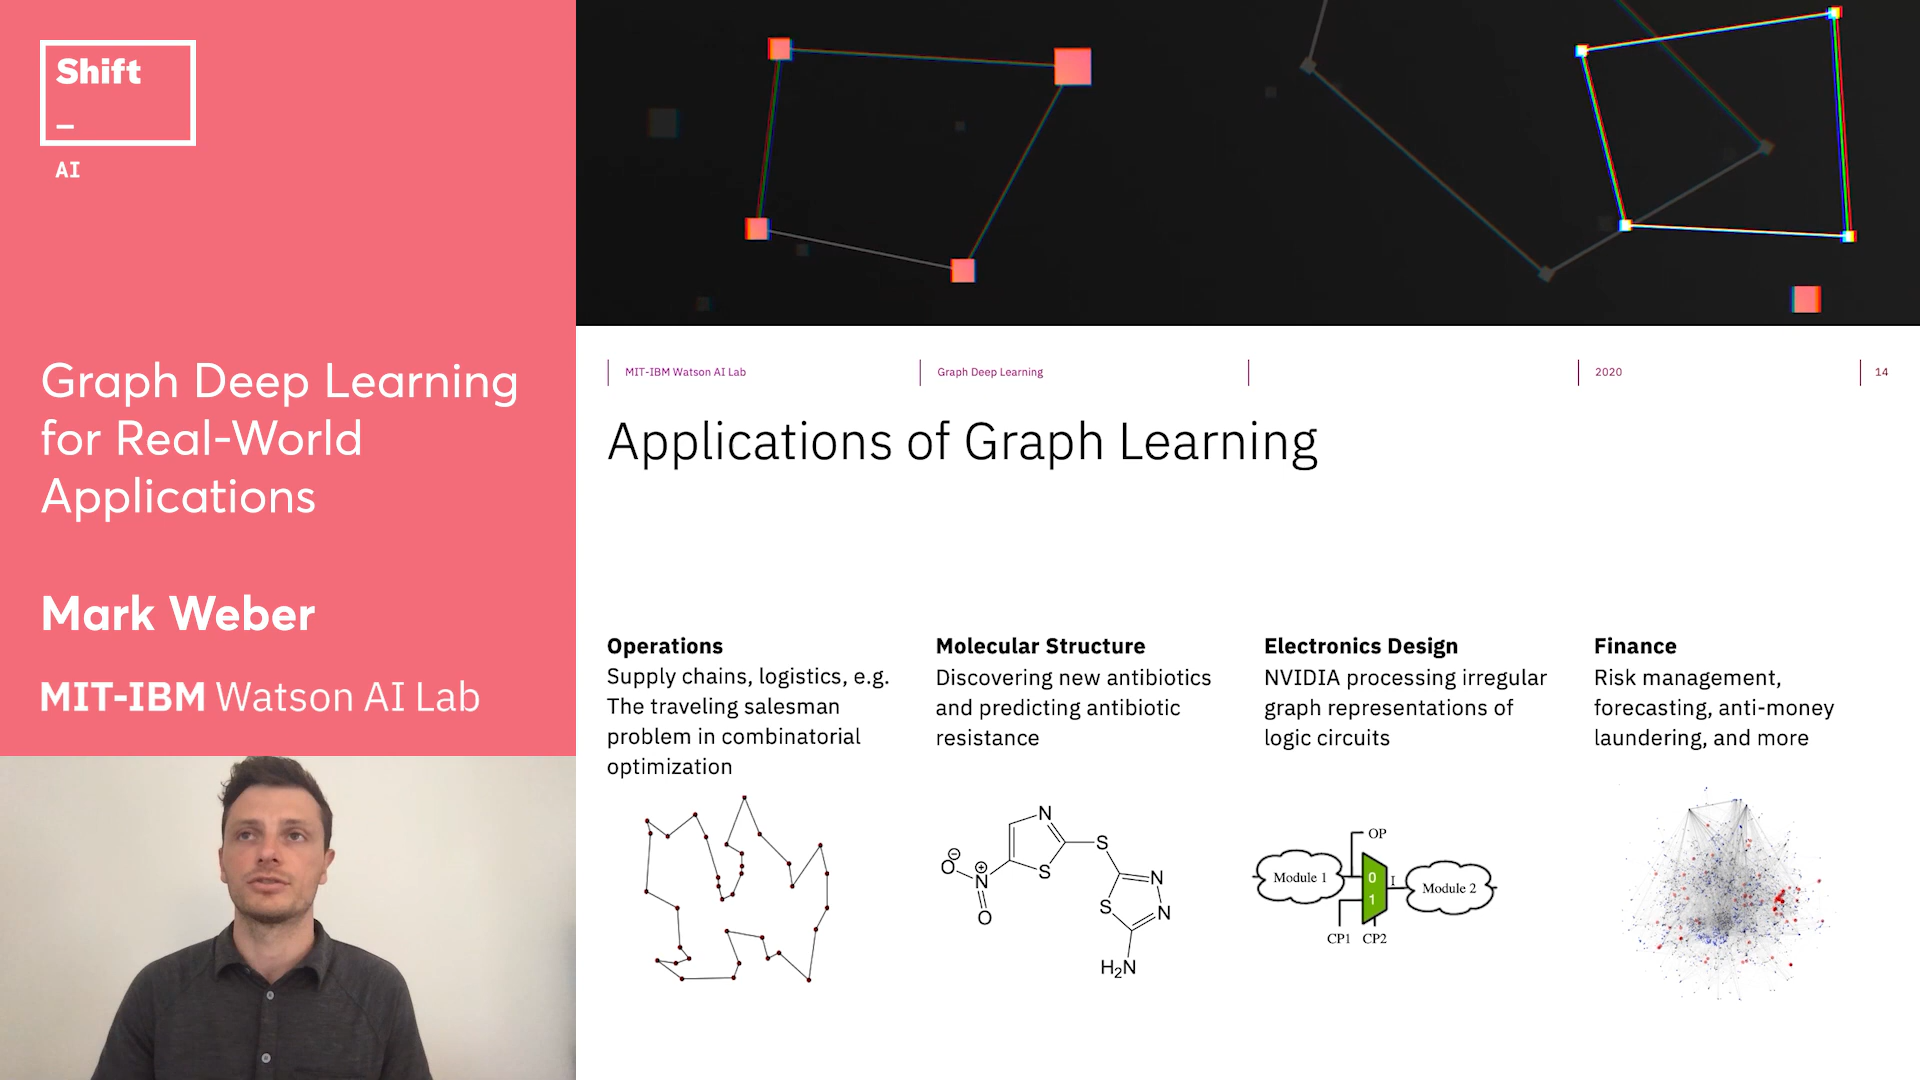 Shift
_
AI
Graph Deep Learning
for Real-World
Applications
Mark Weber
MIT-IBM Watson AI Lab
MIT-IBM Watson AI Lab
Graph Deep Learning
2020
14
Applications of Graph Learning
Operations
Supply chains, logistics, e.g.
The traveling salesman
problem in combinatorial
optimization
Molecular Structure
Discovering new antibiotics
and predicting antibiotic
resistance
N
S
S
O⊖
N⊕
O
N
N
S
H₂N
Electronics Design
NVIDIA processing irregular
graph representations of
logic circuits
OP
Module 1
0
1
I
Module 2
CP1
CP2
Finance
Risk management,
forecasting, anti-money
laundering, and more